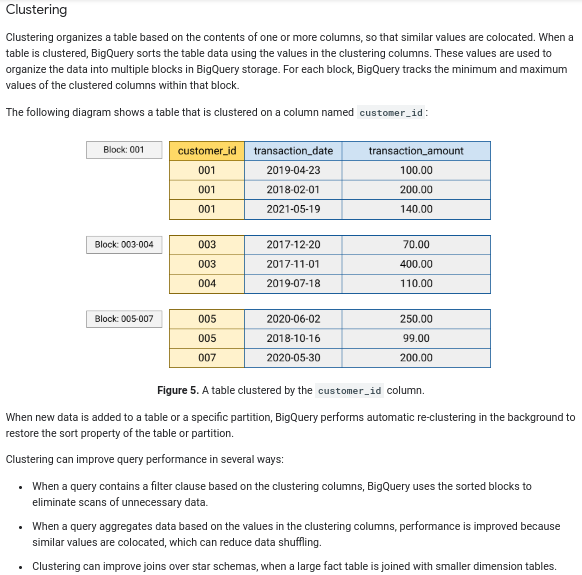 Clustering
Clustering organizes a table based on the contents of one or more columns, so that similar values are colocated. When a
table is clustered, BigQuery sorts the table data using the values in the clustering columns. These values are used to
organize the data into multiple blocks in BigQuery storage. For each block, BigQuery tracks the minimum and maximum
values of the clustered columns within that block.
The following diagram shows a table that is clustered on a column named customer_id:
Block: 001
customer_id transaction_date transaction_amount
001 2019-04-23 100.00
001 2018-02-01 200.00
001 2021-05-19 140.00
Block: 003-004
003 2017-12-20 70.00
003 2017-11-01 400.00
004 2019-07-18 110.00
Block: 005-007
005 2020-06-02 250.00
005 2018-10-16 99.00
007 2020-05-30 200.00
Figure 5. A table clustered by the customer_id column.
When new data is added to a table or a specific partition, BigQuery performs automatic re-clustering in the background to
restore the sort property of the table or partition.
Clustering can improve query performance in several ways:
• When a query contains a filter clause based on the clustering columns, BigQuery uses the sorted blocks to
eliminate scans of unnecessary data.
• When a query aggregates data based on the values in the clustering columns, performance is improved because
similar values are colocated, which can reduce data shuffling.
• Clustering can improve joins over star schemas, when a large fact table is joined with smaller dimension tables.